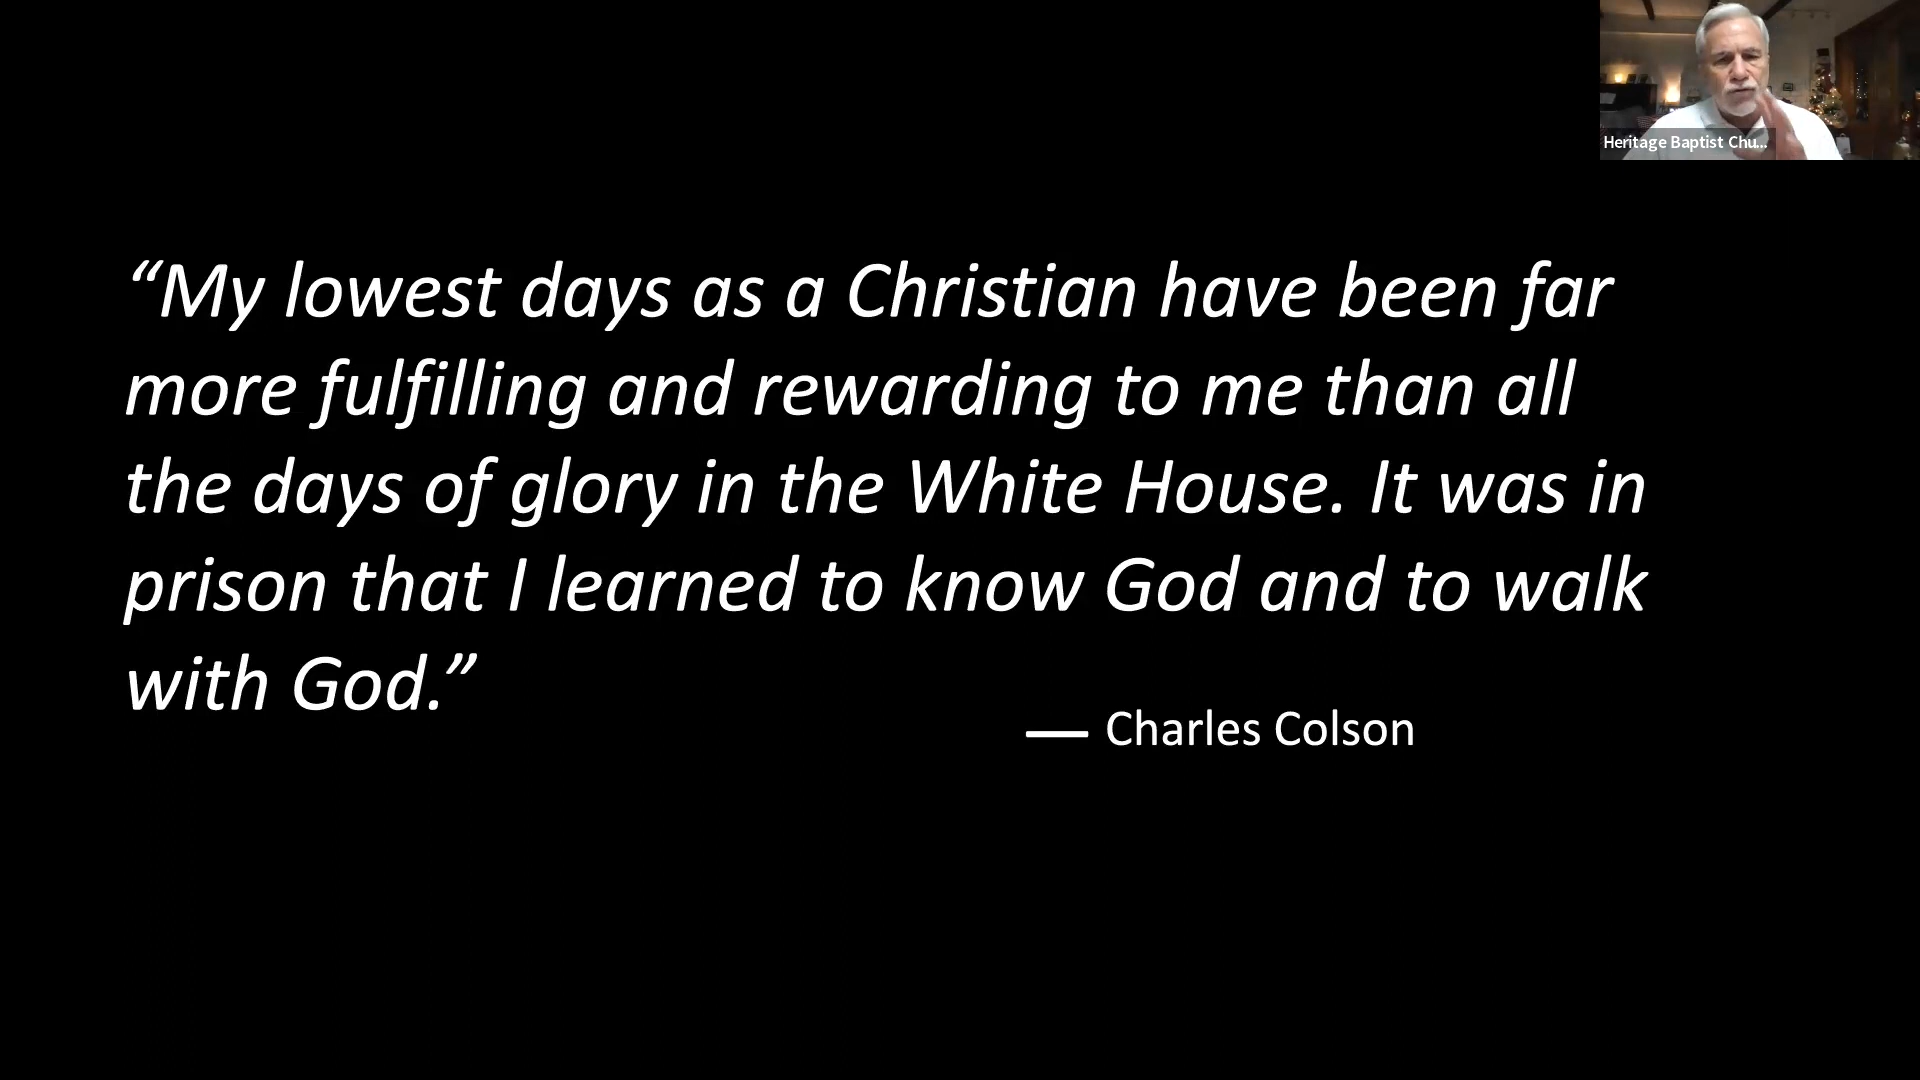 Heritage Baptist Chu...
“My lowest days as a Christian have been far
more fulfilling and rewarding to me than all
the days of glory in the White House. It was in
prison that I learned to know God and to walk
with God.”
— Charles Colson